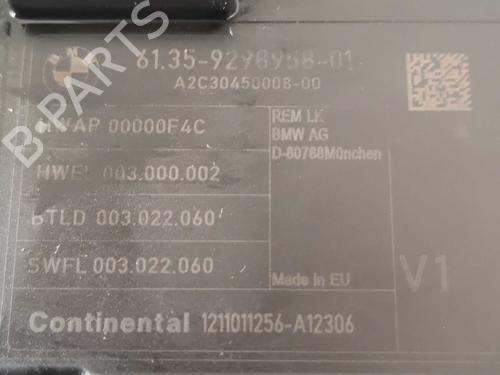 61.35-9298958-01
A2C30450008-00
HWAP 00000F4C
HWEL 003.000.002
BTLD 003.022.060
SWFL 003.022.060
REM LK
BMW AG
D-80788München
Made in EU
V1
Continental 1211011256-A12306